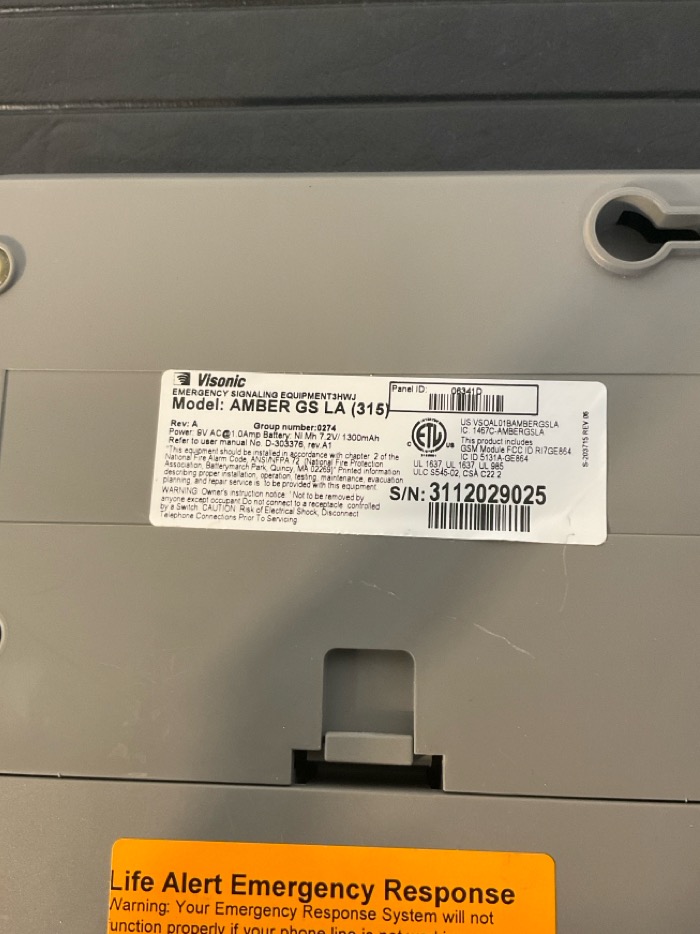 Visonic
EMERGENCY SIGNALING EQUIPMENT3HWJ
Model: AMBER GS LA (315)
Panel ID: 06341D
Rev: A Group number:0274
Power: 9V AC@1.0Amp Battery: Ni Mh 7.2V/ 1300mAh
Refer to user manual No. D-303376, rev.A1
"This equipment should be installed in accordance with chapter 2 of the
National Fire Alarm Code, ANSI/NFPA 72, (National Fire Protection
Association, Batterymarch Park, Quincy, MA 02269)" Printed information
describing proper installation, operation, testing, maintenance, evacuation
planning, and repair service is to be provided with this equipment.
WARNING: Owner's instruction notice: ' Not to be removed by
anyone except occupant.Do not connect to a receptacle controlled
by a Switch. CAUTION: Risk of Electrical Shock, Disconnect
Telephone Connections Prior To Servicing
C ETL US
UL 1637, UL 1637, UL 985
ULC S545-02, CSA C22.2
US:VSOAL01BAMBERGSLA
IC: 1467C-AMBERGSLA
This product includes
GSM Module FCC ID RI7GE864
IC ID 5131A-GE864
S/N: 3112029025
S-203715 REV 06
Life Alert Emergency Response
Warning: Your Emergency Response System will not
function properly if your phone line is not